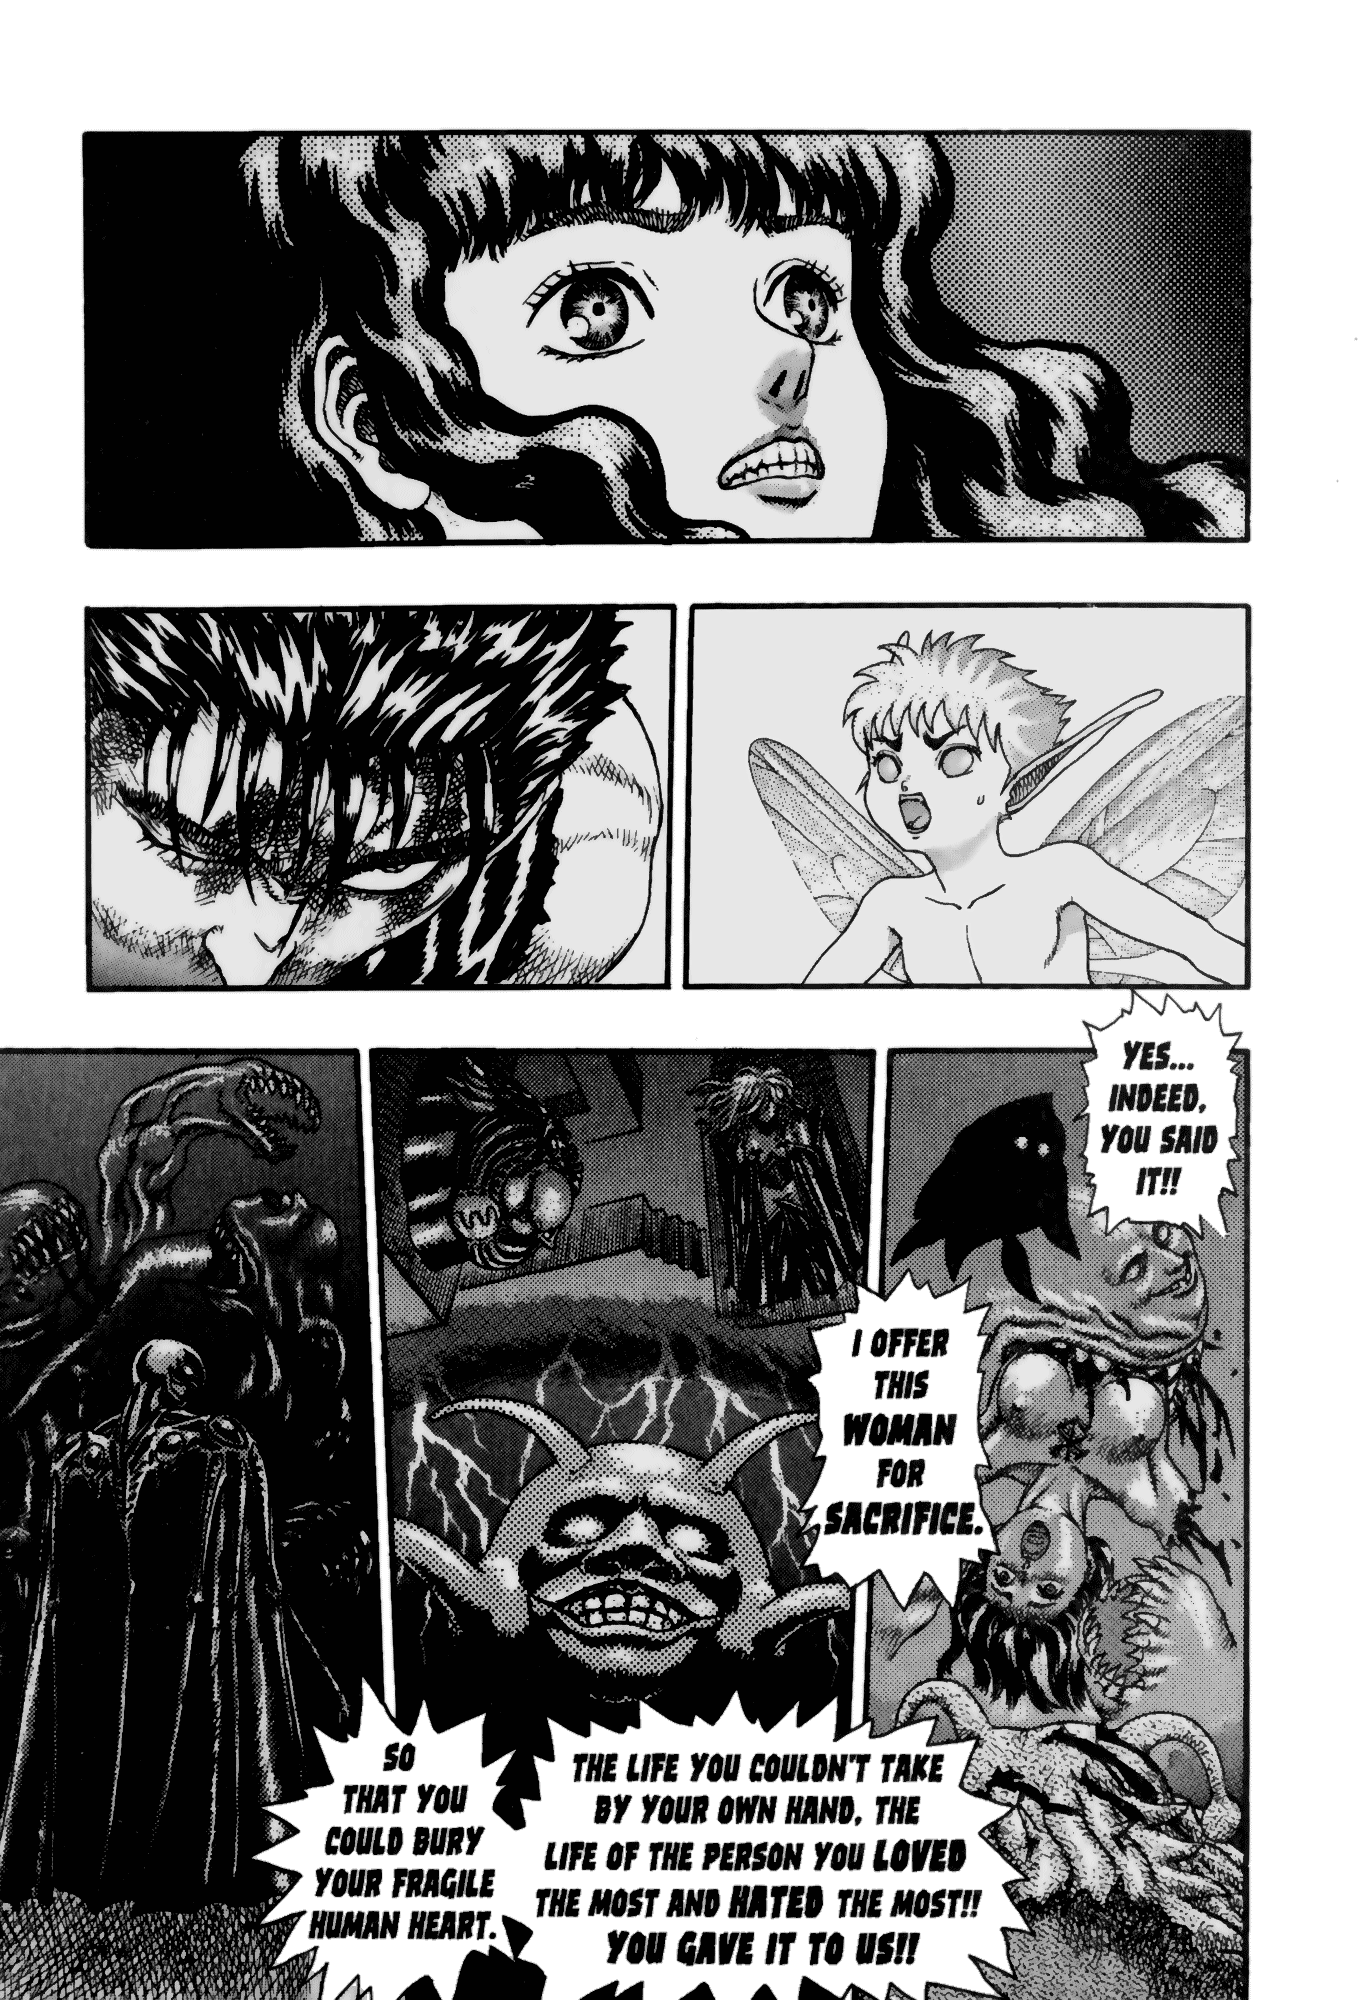 YES...
INDEED,
YOU SAID
IT!!
I OFFER
THIS
WOMAN
FOR
SACRIFICE.
THE LIFE YOU COULDN'T TAKE
BY YOUR OWN HAND, THE
LIFE OF THE PERSON YOU LOVED
THE MOST AND HATED THE MOST!!
YOU GAVE IT TO US!!
SO
THAT YOU
COULD BURY
YOUR FRAGILE
HUMAN HEART.